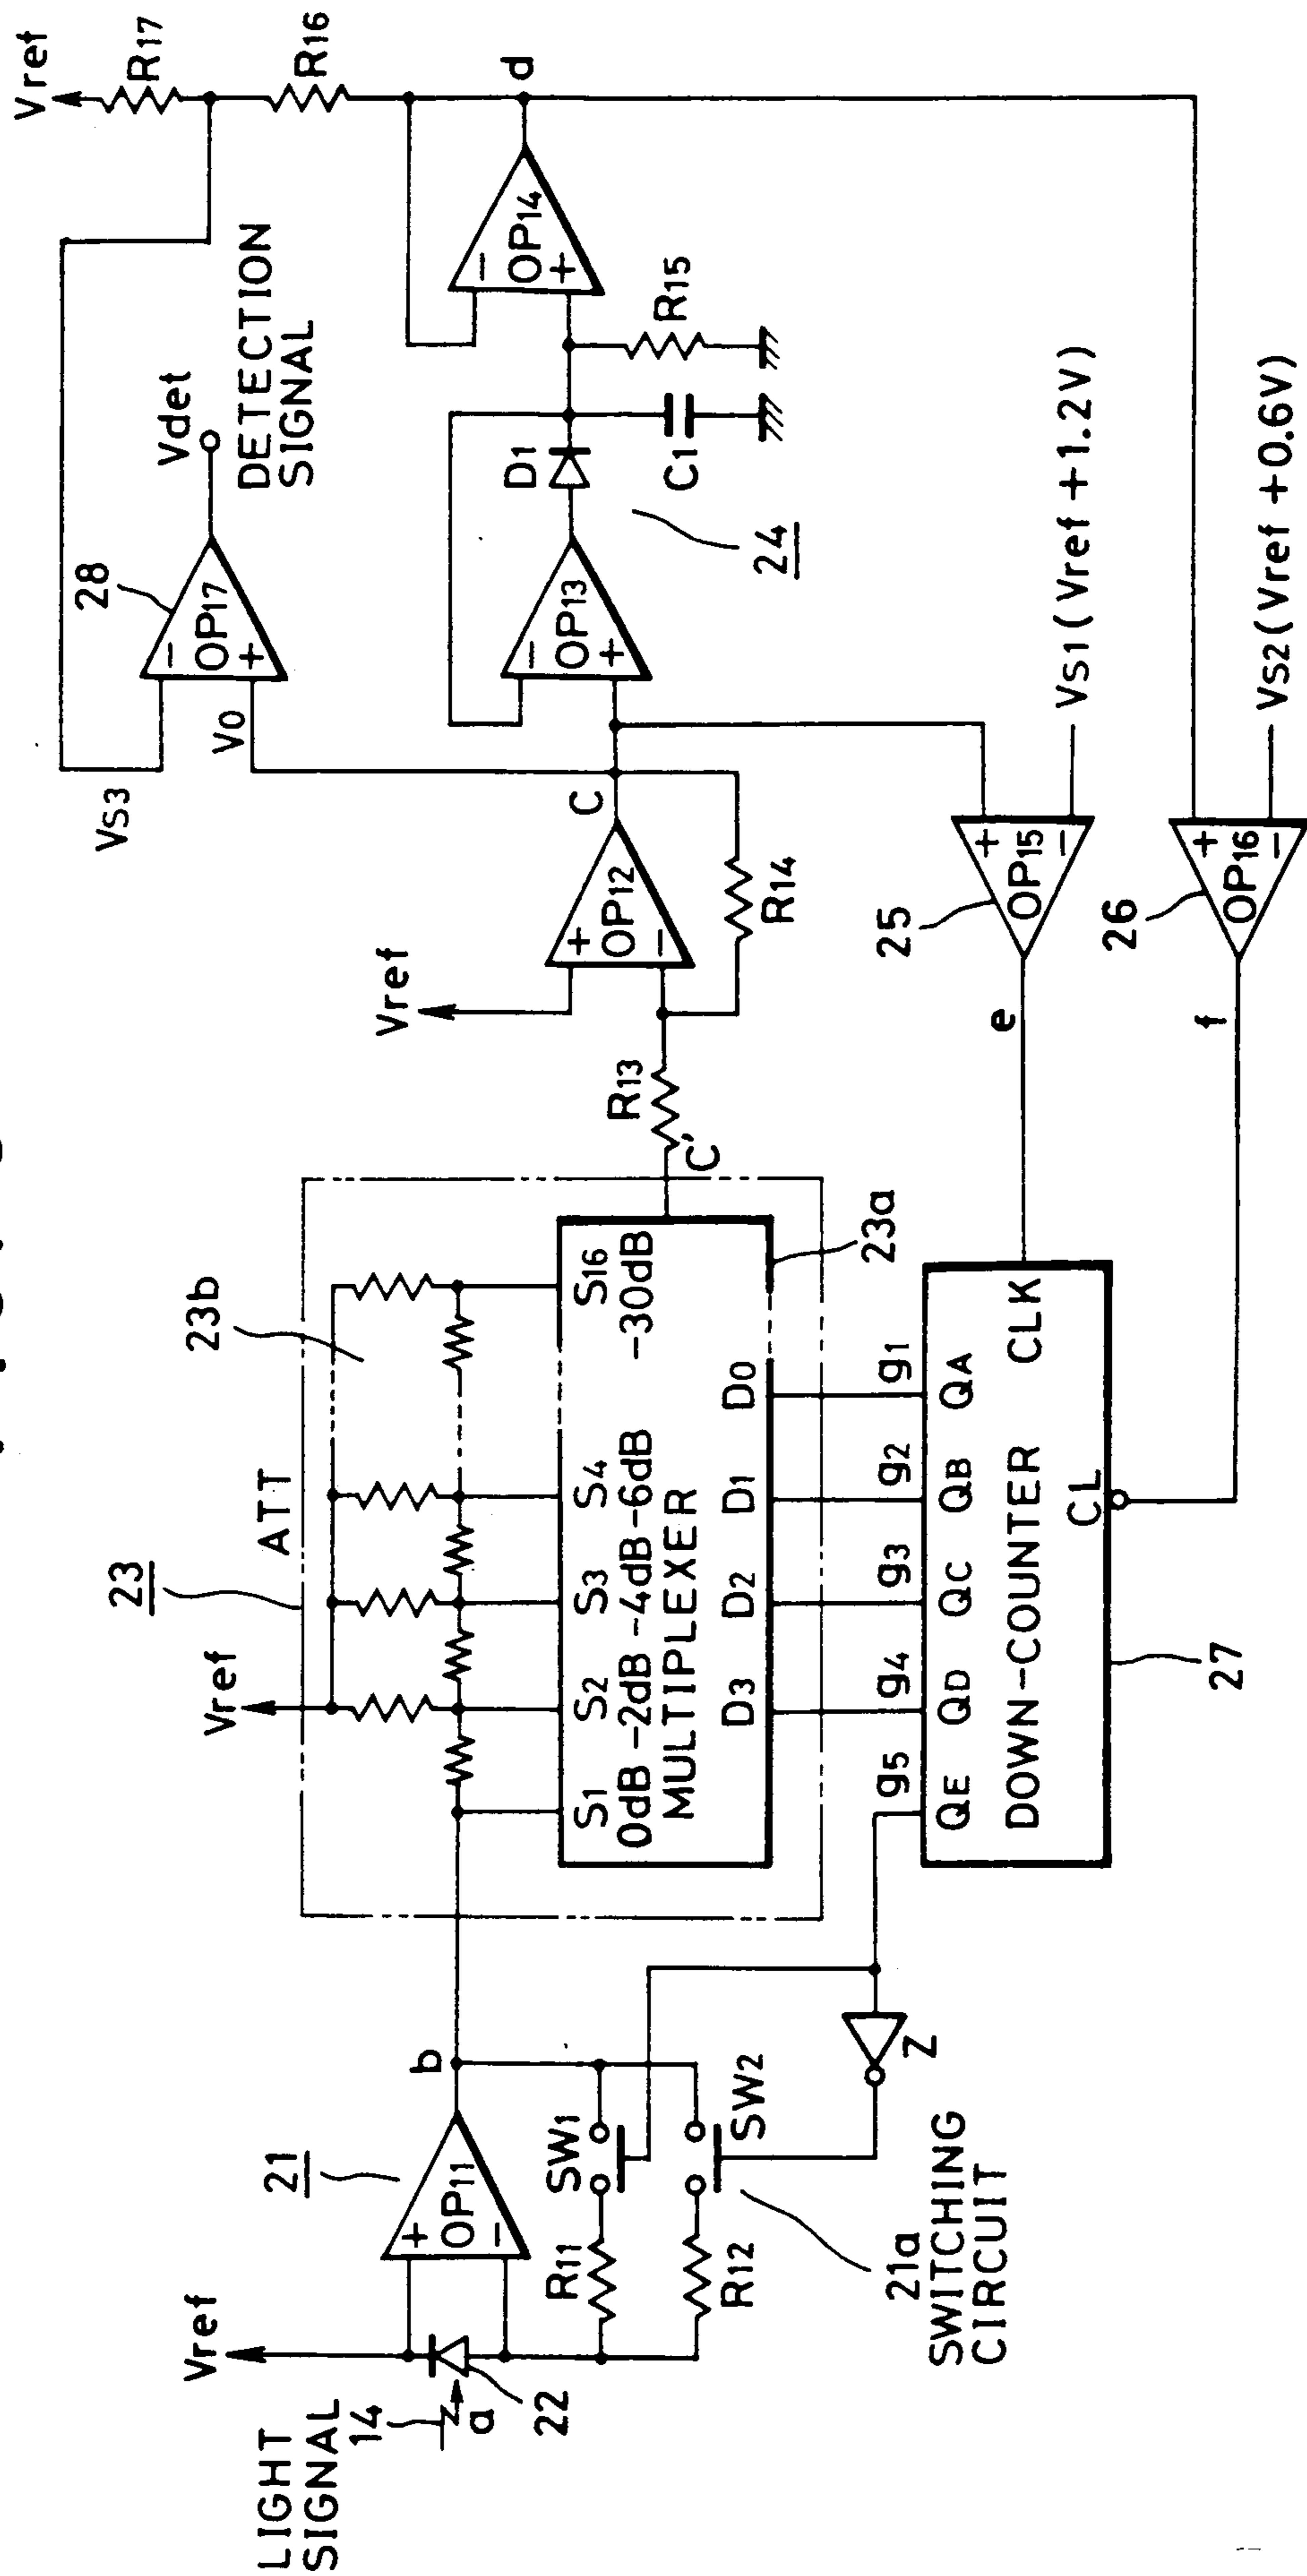 LIGHT
SIGNAL
14
a
22
Vref
21
OP11
+
−
b
R11
SW1
R12
SW2
21a
SWITCHING
CIRCUIT
Z
23
ATT
Vref
23b
S1
S2
S3
S4
S16
0dB -2dB -4dB -6dB
-30dB
MULTIPLEXER
D3
D2
D1
D0
23a
g5
g4
g3
g2
g1
QE
QD
QC
QB
QA
DOWN-COUNTER
CLK
CL
27
C'
R13
Vref
+
OP12
−
R14
C
e
f
25
OP15
+
−
26
OP16
+
−
VS1 (Vref +1.2V)
VS2 (Vref +0.6V)
VS3
V0
28
−
OP17
+
Vdet
DETECTION
SIGNAL
−
OP13
+
D1
24
C1
R15
−
OP14
+
d
R16
R17
Vref